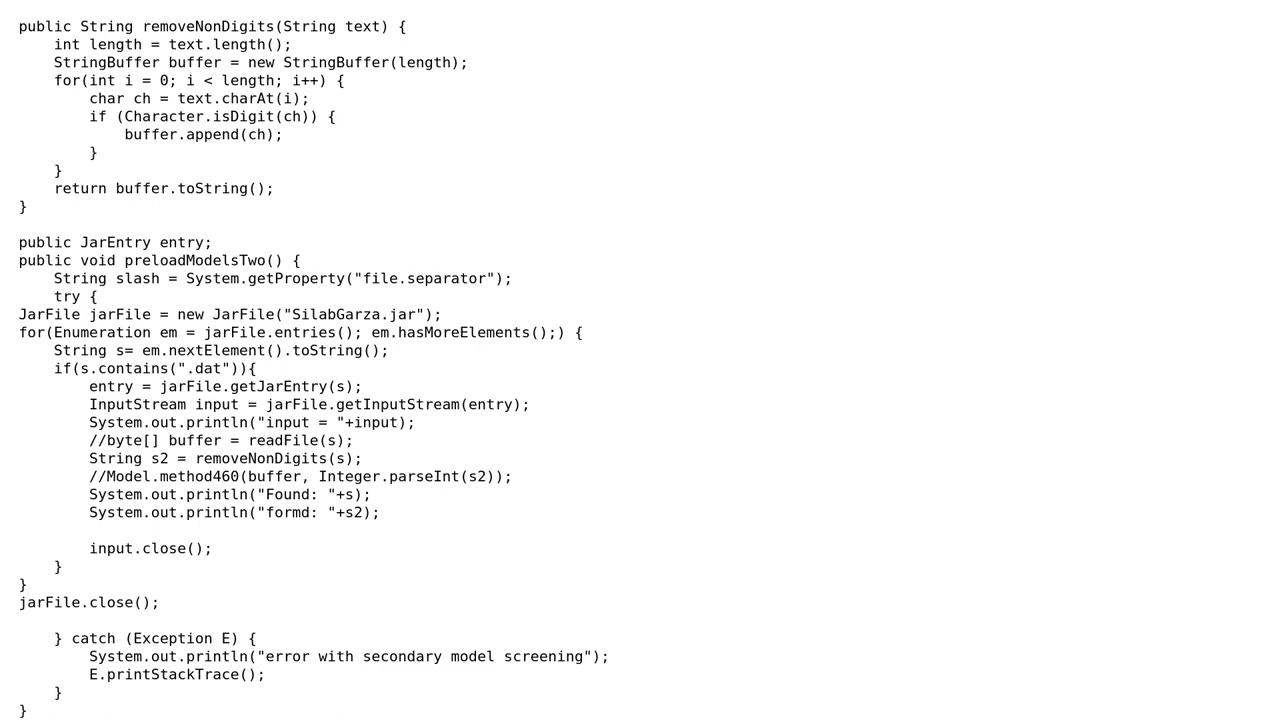 public String removeNonDigits(String text) {
    int length = text.length();
    StringBuffer buffer = new StringBuffer(length);
    for(int i = 0; i < length; i++) {
        char ch = text.charAt(i);
        if (Character.isDigit(ch)) {
            buffer.append(ch);
        }
    }
    return buffer.toString();
}

public JarEntry entry;
public void preloadModelsTwo() {
    String slash = System.getProperty("file.separator");
    try {
JarFile jarFile = new JarFile("SilabGarza.jar");
for(Enumeration em = jarFile.entries(); em.hasMoreElements();) {
    String s= em.nextElement().toString();
    if(s.contains(".dat")){
        entry = jarFile.getJarEntry(s);
        InputStream input = jarFile.getInputStream(entry);
        System.out.println("input = "+input);
        //byte[] buffer = readFile(s);
        String s2 = removeNonDigits(s);
        //Model.method460(buffer, Integer.parseInt(s2));
        System.out.println("Found: "+s);
        System.out.println("formd: "+s2);

        input.close();
    }
}
jarFile.close();

    } catch (Exception E) {
        System.out.println("error with secondary model screening");
        E.printStackTrace();
    }
}